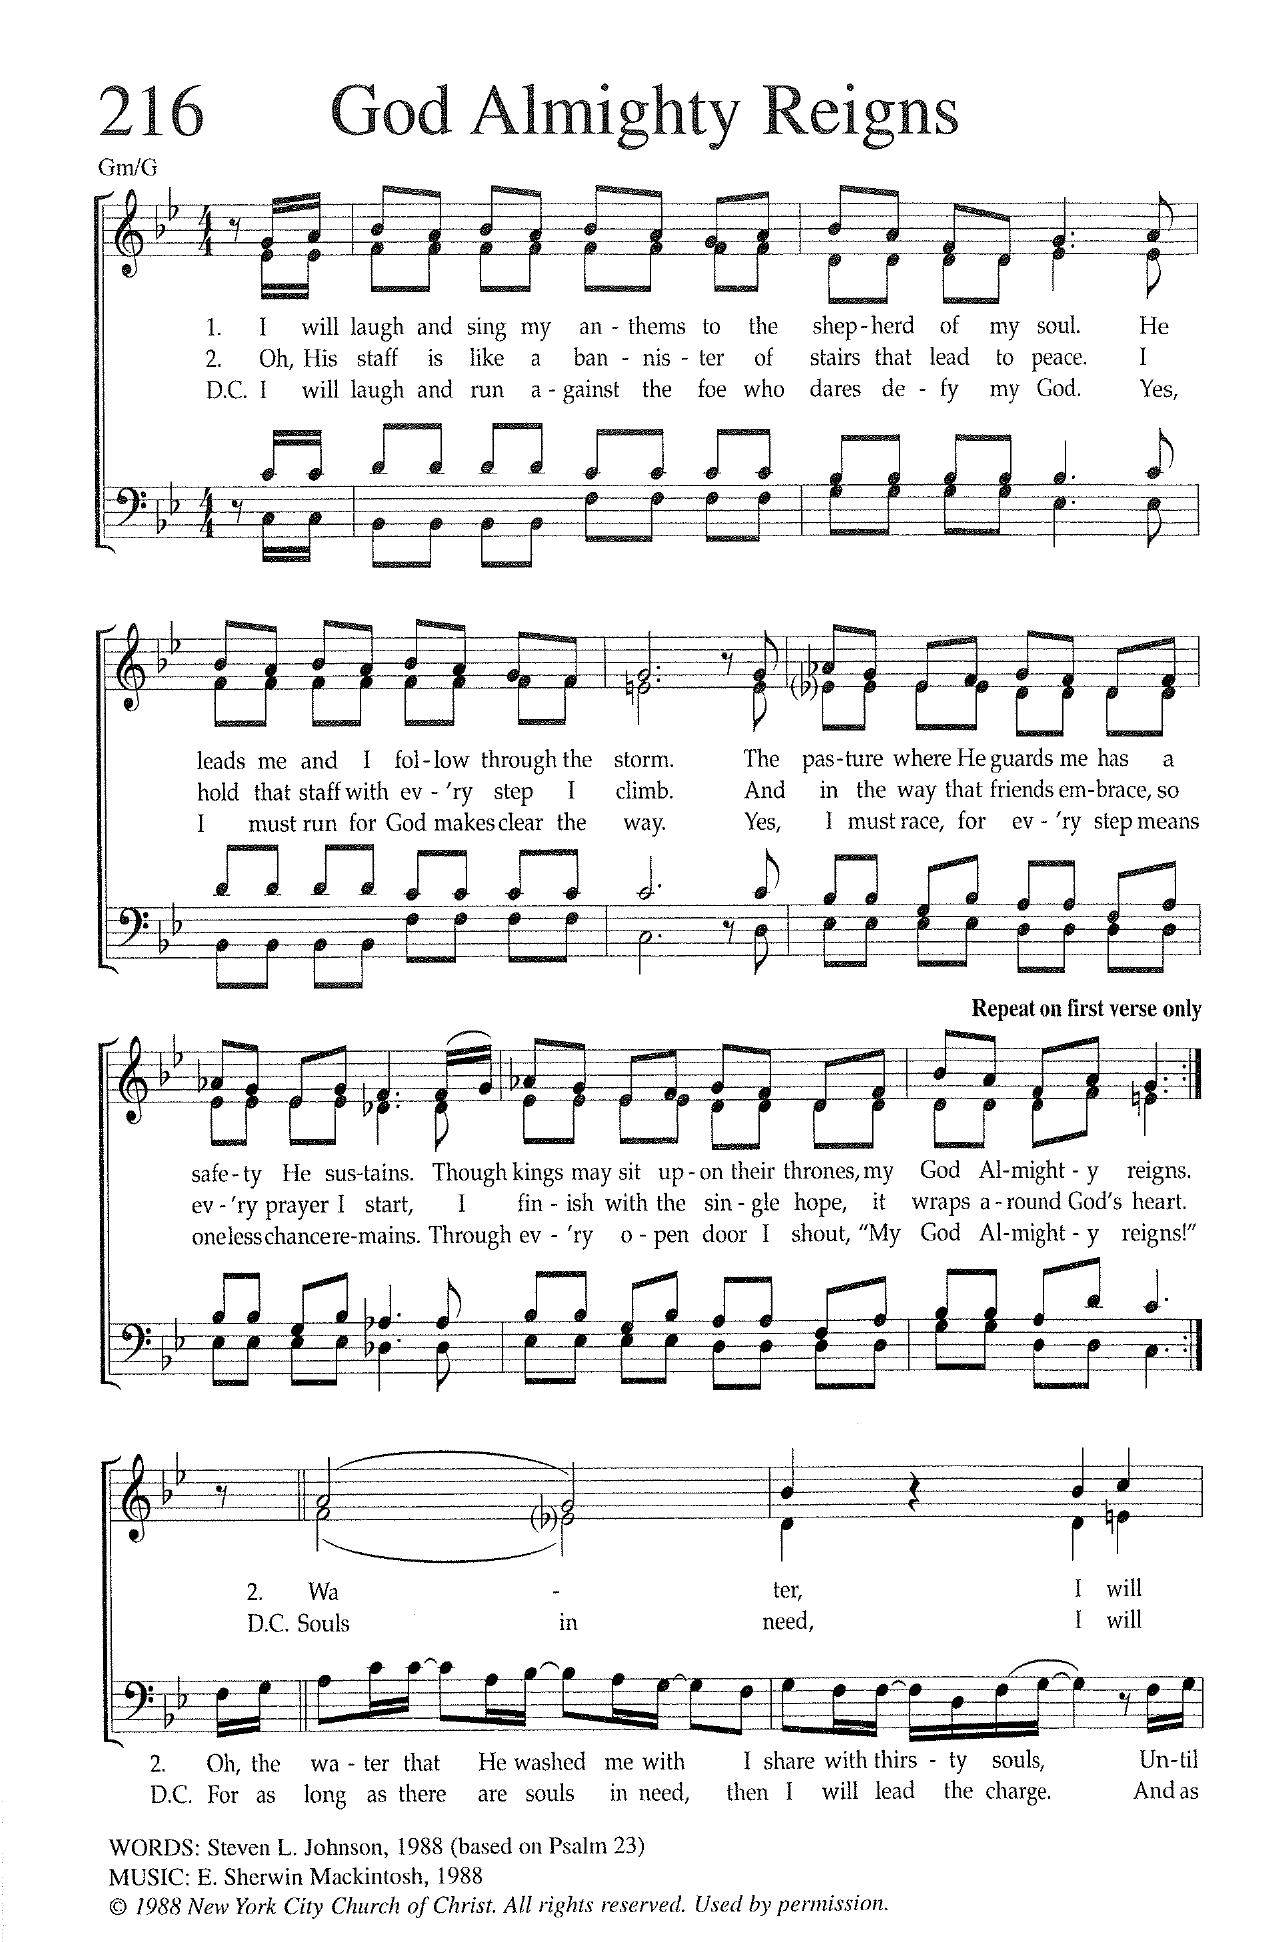 216 God Almighty Reigns
Gm/G
1. I will laugh and sing my an - thems to the shep - herd of my soul. He
2. Oh, His staff is like a ban - nis - ter of stairs that lead to peace. I
D.C. I will laugh and run a - gainst the foe who dares de - fy my God. Yes,
leads me and I fol - low through the storm. The pas - ture where He guards me has a
hold that staff with ev - 'ry step I climb. And in the way that friends em - brace, so
I must run for God makes clear the way. Yes, I must race, for ev - 'ry step means
Repeat on first verse only
safe - ty He sus - tains. Though kings may sit up - on their thrones, my God Al - might - y reigns.
ev - 'ry prayer I start, I fin - ish with the sin - gle hope, it wraps a - round God's heart.
one less chance re - mains. Through ev - 'ry o - pen door I shout, “My God Al - might - y reigns!”
2. Wa - ter, I will
D.C. Souls in need, I will
2. Oh, the wa - ter that He washed me with I share with thirs - ty souls, Un - til
D.C. For as long as there are souls in need, then I will lead the charge. And as
WORDS: Steven L. Johnson, 1988 (based on Psalm 23)
MUSIC: E. Sherwin Mackintosh, 1988
© 1988 New York City Church of Christ. All rights reserved. Used by permission.